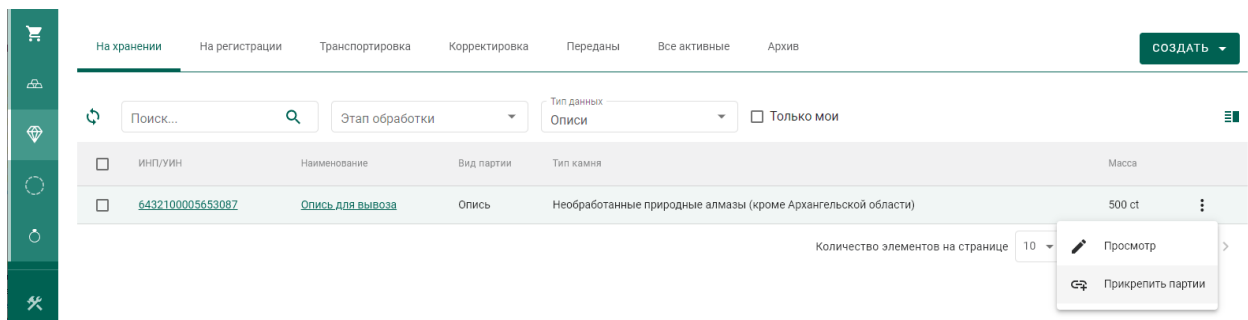 На хранении На регистрации Транспортировка Корректировка Переданы Все активные Архив СОЗДАТЬ
Тип данных
Поиск... Этап обработки Описи Только мои
ИНП/УИН Наименование Вид партии Тип камня Масса
6432100005653087 Опись для вывоза Опись Необработанные природные алмазы (кроме Архангельской области) 500 ct
Количество элементов на странице 10 Просмотр
Прикрепить партии